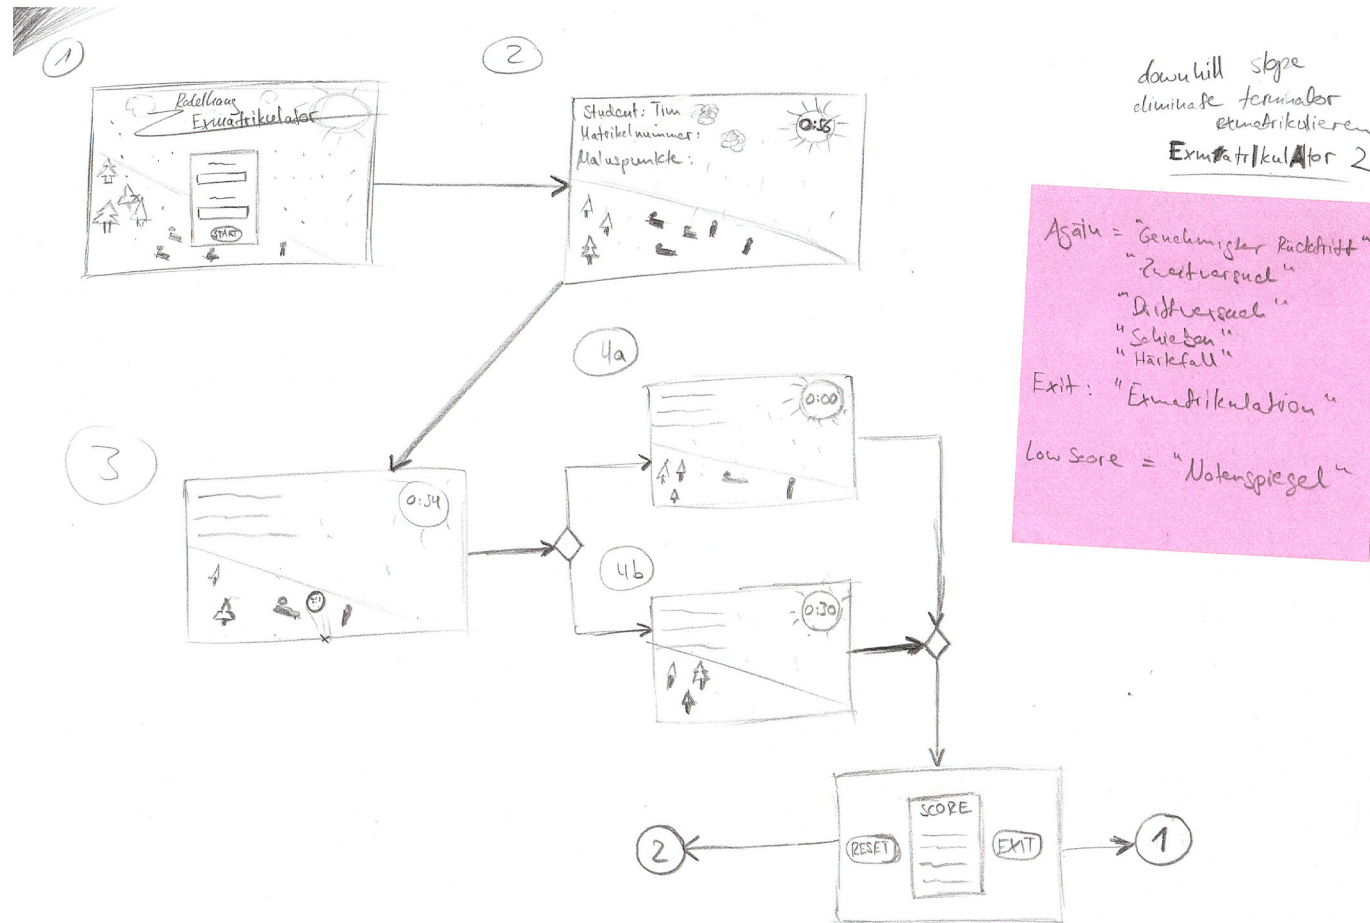 1
2
Rodelhang
Exmatrikulator
START
Student: Tim
Matrikelnummer:
Maluspunkte:
0:56
downhill slope
eliminate terminator
exmatrikulieren
ExmatrIkulAtor 2
Again = "Genehmigter Rücktritt"
"Zweitversuch"
"Drittversuch"
"Schieben"
"Härtefall"
Exit: "Exmatrikulation"
Low Score = "Notenspiegel"
3
0:34
4a
0:00
4b
0:30
SCORE
RESET
EXIT
2
1